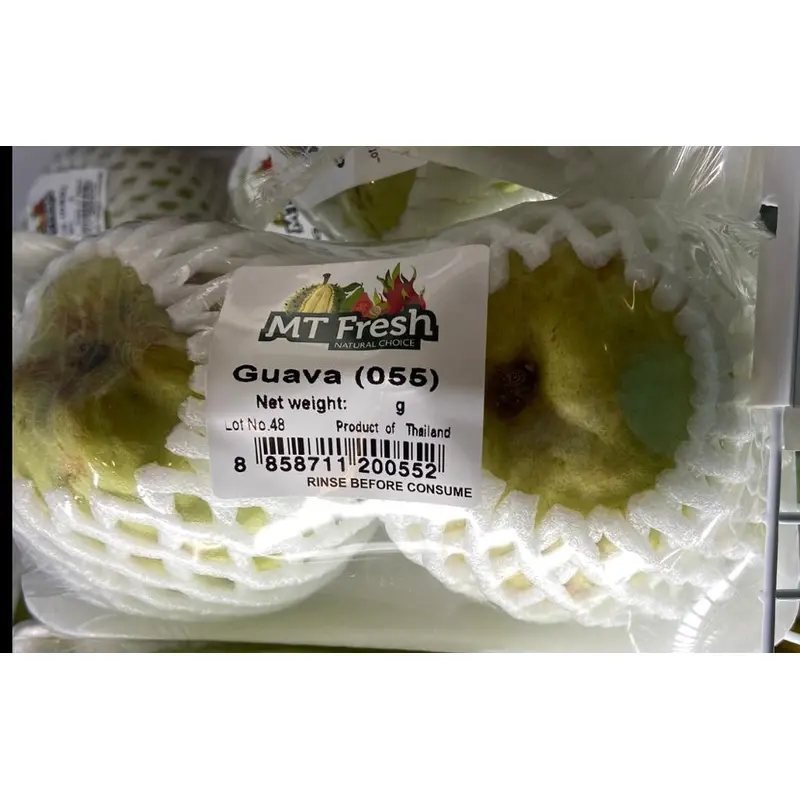 MT Fresh
NATURAL CHOICE
Guava (055)
Net weight: g
Lot No.48 Product of Thailand
8 858711 200552
RINSE BEFORE CONSUME